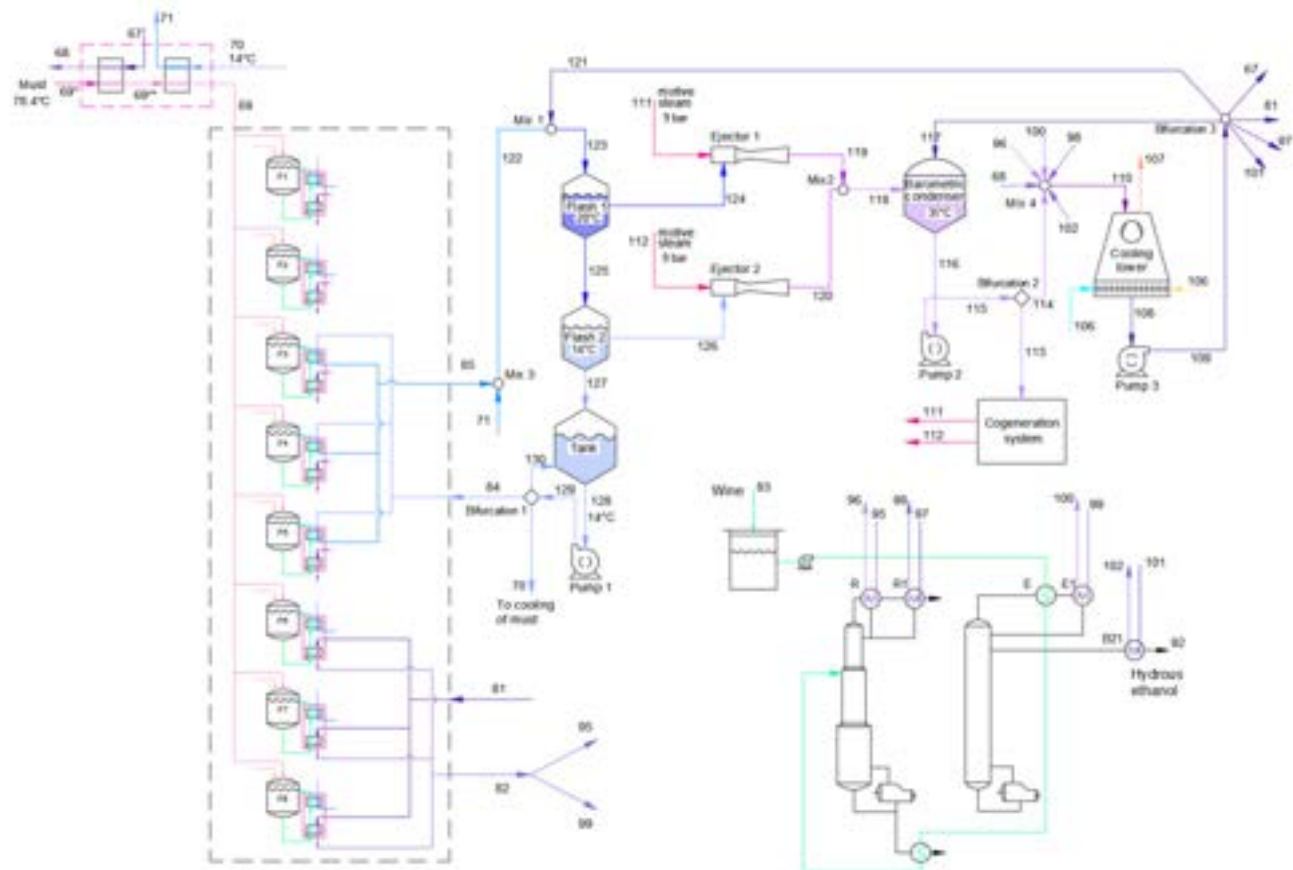 71
67
68
70
14°C
Must
76.4°C
69'
69''
69
121
67
81
97
101
Bifurcation 3
111
motive
steam
9 bar
Ejector 1
119
Mix 1
122
123
Flash 1
124
Mix2
118
117
Barometric
condenser
100
96
98
68
Mix 4
102
110
107
Cooling
tower
112
motive
steam
9 bar
Ejector 2
120
125
Flash 2
126
116
115
Bifurcation 2
114
113
Pump 2
106
108
Pump 3
109
85
Mix 3
71
127
Tank
130
129
128
14°C
84
Bifurcation 1
Pump 1
70
To cooling
of must
111
112
Cogeneration
system
F1
F2
F3
F4
F5
F6
F7
F8
81
82
95
99
Wine
83
96
95
98
97
R
R1
100
99
E
E1
102
101
B21
92
Hydrous
ethanol